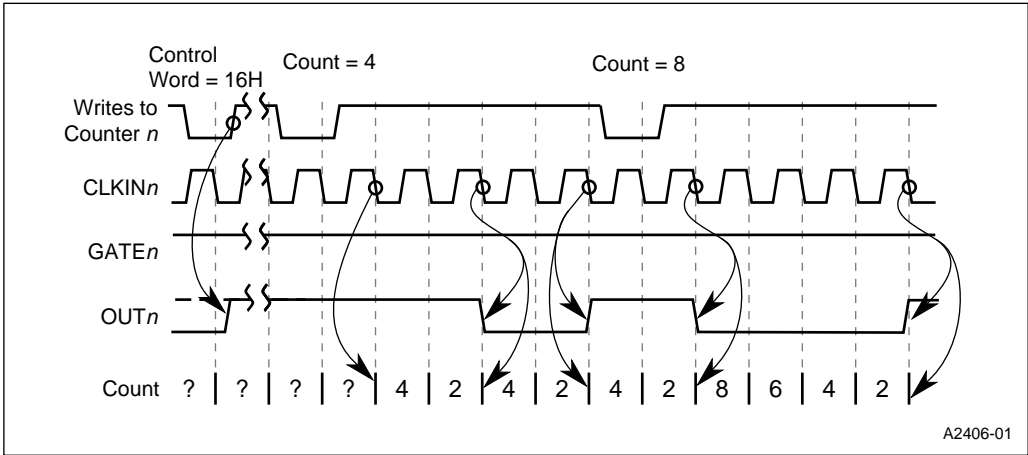 Control
Word = 16H
Count = 4
Count = 8
Writes to
Counter n
CLKINn
GATEn
OUTn
Count ? ? ? ? 4 2 4 2 4 2 8 6 4 2
A2406-01